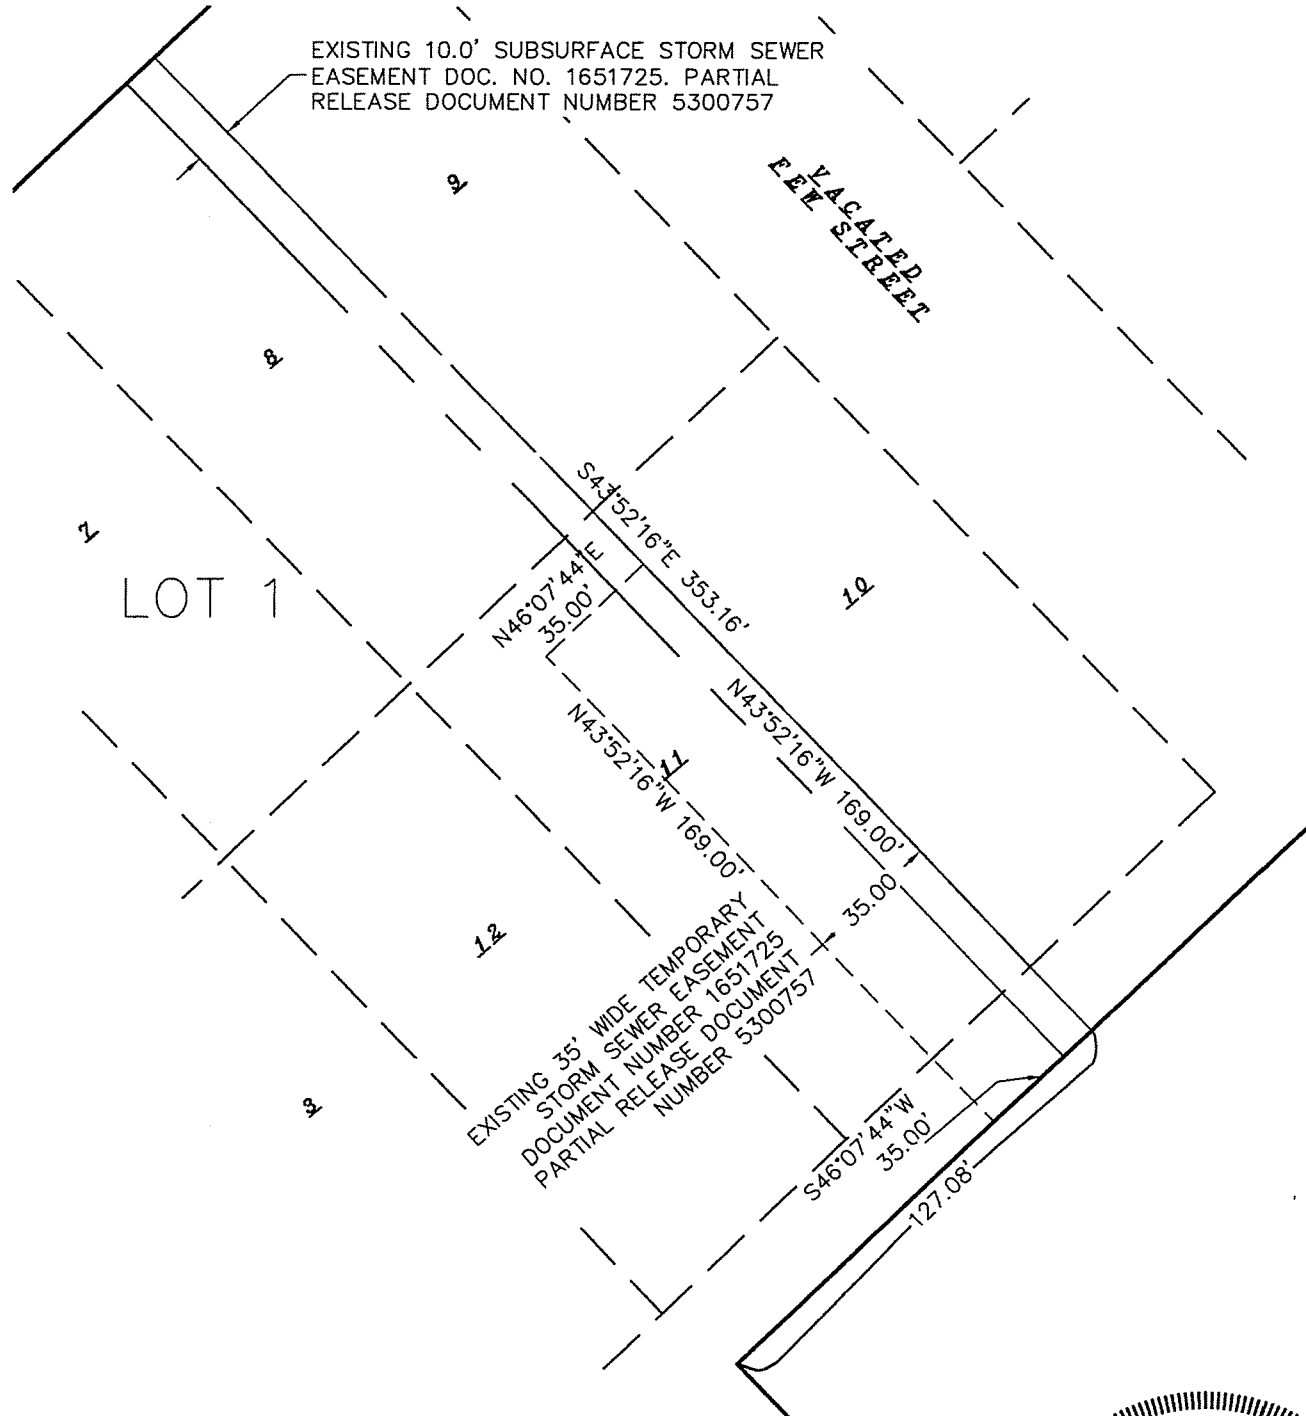 EXISTING 10.0' SUBSURFACE STORM SEWER
EASEMENT DOC. NO. 1651725. PARTIAL
RELEASE DOCUMENT NUMBER 5300757
9
VACATED
FEW STREET
8
7
LOT 1
S43°52'16"E 353.16'
N46°07'44"E
35.00'
10
N43°52'16"W 169.00'
11
N43°52'16"W 169.00'
35.00
12
EXISTING 35' WIDE TEMPORARY
STORM SEWER EASEMENT
DOCUMENT NUMBER 1651725
PARTIAL RELEASE DOCUMENT
NUMBER 5300757
3
S46°07'44"W
35.00'
127.08'